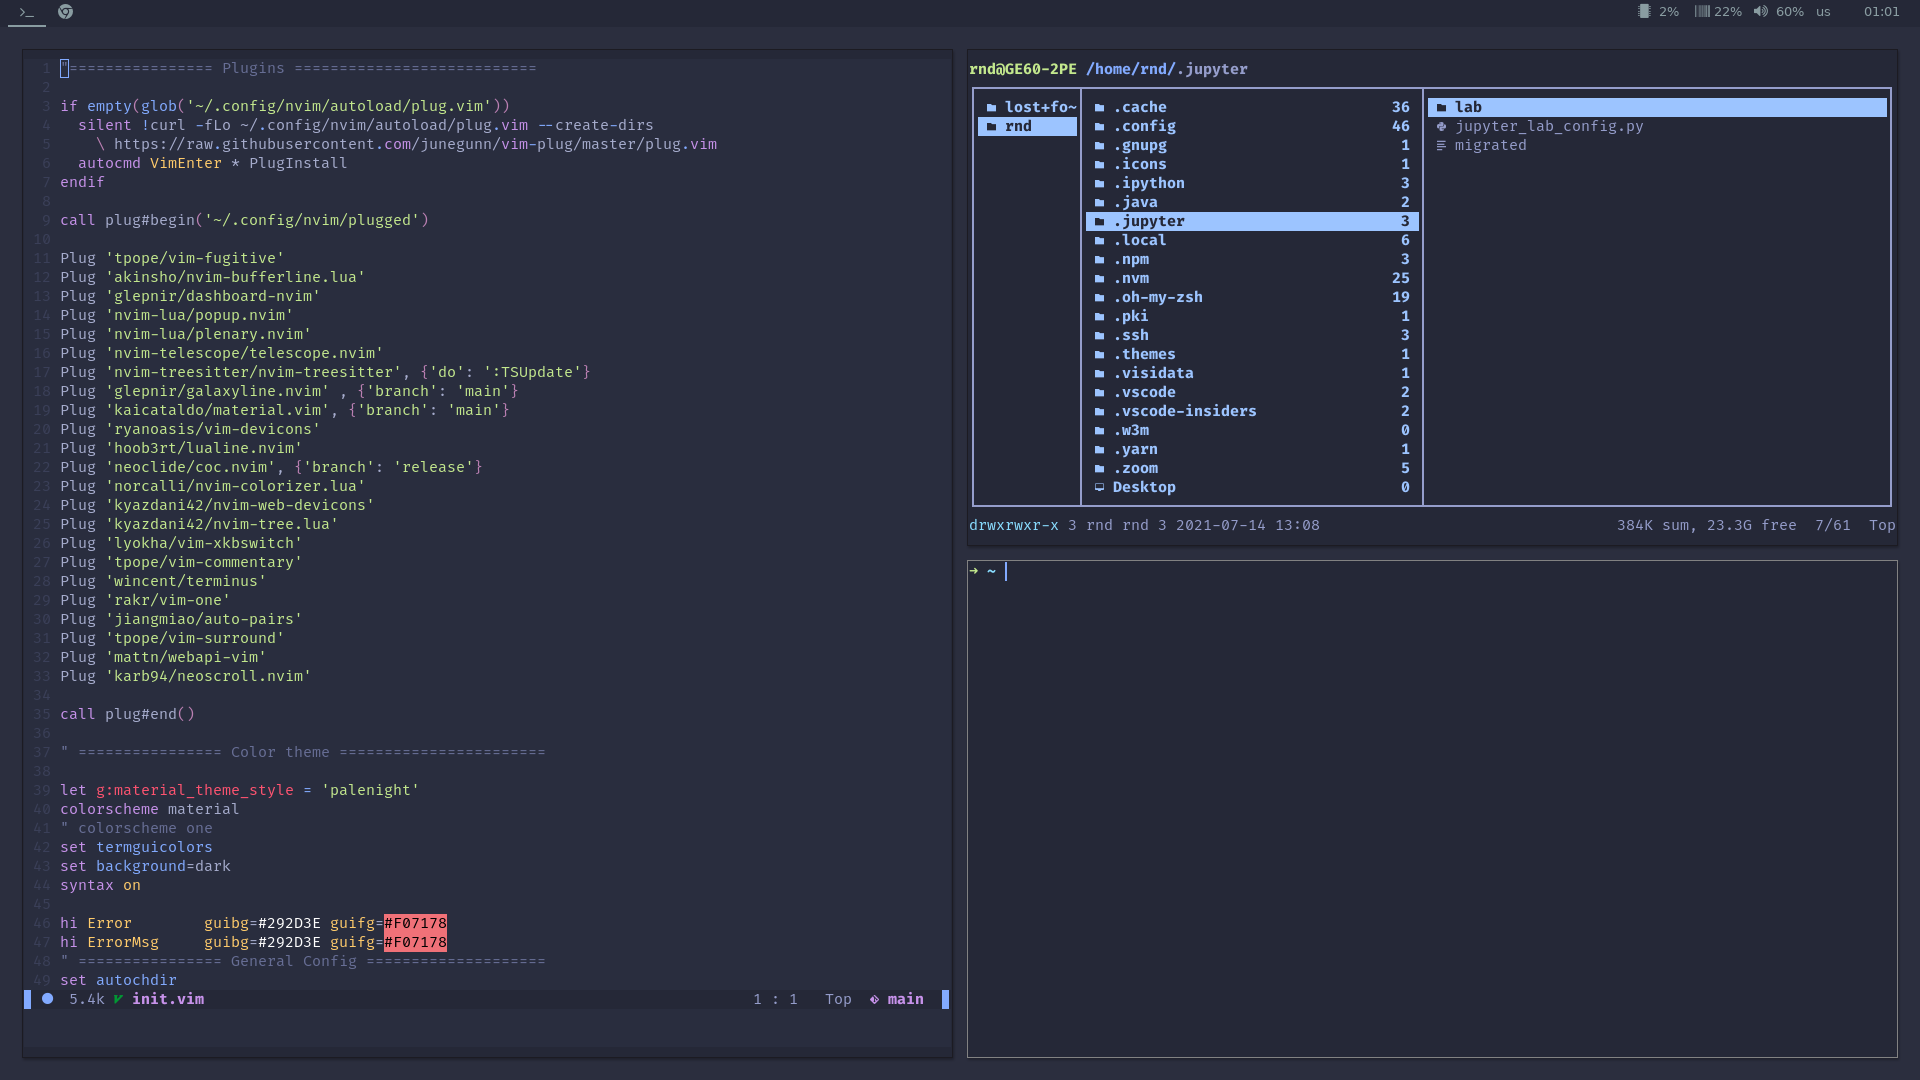 >_
2% 22% 60% us 01:01
1 "================ Plugins ===========================
2
3 if empty(glob('~/.config/nvim/autoload/plug.vim'))
4   silent !curl -fLo ~/.config/nvim/autoload/plug.vim --create-dirs
5     \ https://raw.githubusercontent.com/junegunn/vim-plug/master/plug.vim
6   autocmd VimEnter * PlugInstall
7 endif
8
9 call plug#begin('~/.config/nvim/plugged')
10
11 Plug 'tpope/vim-fugitive'
12 Plug 'akinsho/nvim-bufferline.lua'
13 Plug 'glepnir/dashboard-nvim'
14 Plug 'nvim-lua/popup.nvim'
15 Plug 'nvim-lua/plenary.nvim'
16 Plug 'nvim-telescope/telescope.nvim'
17 Plug 'nvim-treesitter/nvim-treesitter', {'do': ':TSUpdate'}
18 Plug 'glepnir/galaxyline.nvim' , {'branch': 'main'}
19 Plug 'kaicataldo/material.vim', {'branch': 'main'}
20 Plug 'ryanoasis/vim-devicons'
21 Plug 'hoob3rt/lualine.nvim'
22 Plug 'neoclide/coc.nvim', {'branch': 'release'}
23 Plug 'norcalli/nvim-colorizer.lua'
24 Plug 'kyazdani42/nvim-web-devicons'
25 Plug 'kyazdani42/nvim-tree.lua'
26 Plug 'lyokha/vim-xkbswitch'
27 Plug 'tpope/vim-commentary'
28 Plug 'wincent/terminus'
29 Plug 'rakr/vim-one'
30 Plug 'jiangmiao/auto-pairs'
31 Plug 'tpope/vim-surround'
32 Plug 'mattn/webapi-vim'
33 Plug 'karb94/neoscroll.nvim'
34
35 call plug#end()
36
37 " ================ Color theme =======================
38
39 let g:material_theme_style = 'palenight'
40 colorscheme material
41 " colorscheme one
42 set termguicolors
43 set background=dark
44 syntax on
45
46 hi Error        guibg=#292D3E guifg=#F07178
47 hi ErrorMsg     guibg=#292D3E guifg=#F07178
48 " ================ General Config ====================
49 set autochdir
5.4k init.vim 1 : 1 Top main
rnd@GE60-2PE /home/rnd/.jupyter
lost+fo~
rnd
.cache 36
.config 46
.gnupg 1
.icons 1
.ipython 3
.java 2
.jupyter 3
.local 6
.npm 3
.nvm 25
.oh-my-zsh 19
.pki 1
.ssh 3
.themes 1
.visidata 1
.vscode 2
.vscode-insiders 2
.w3m 0
.yarn 1
.zoom 5
Desktop 0
lab
jupyter_lab_config.py
migrated
drwxrwxr-x 3 rnd rnd 3 2021-07-14 13:08 384K sum, 23.3G free 7/61 Top
➜ ~